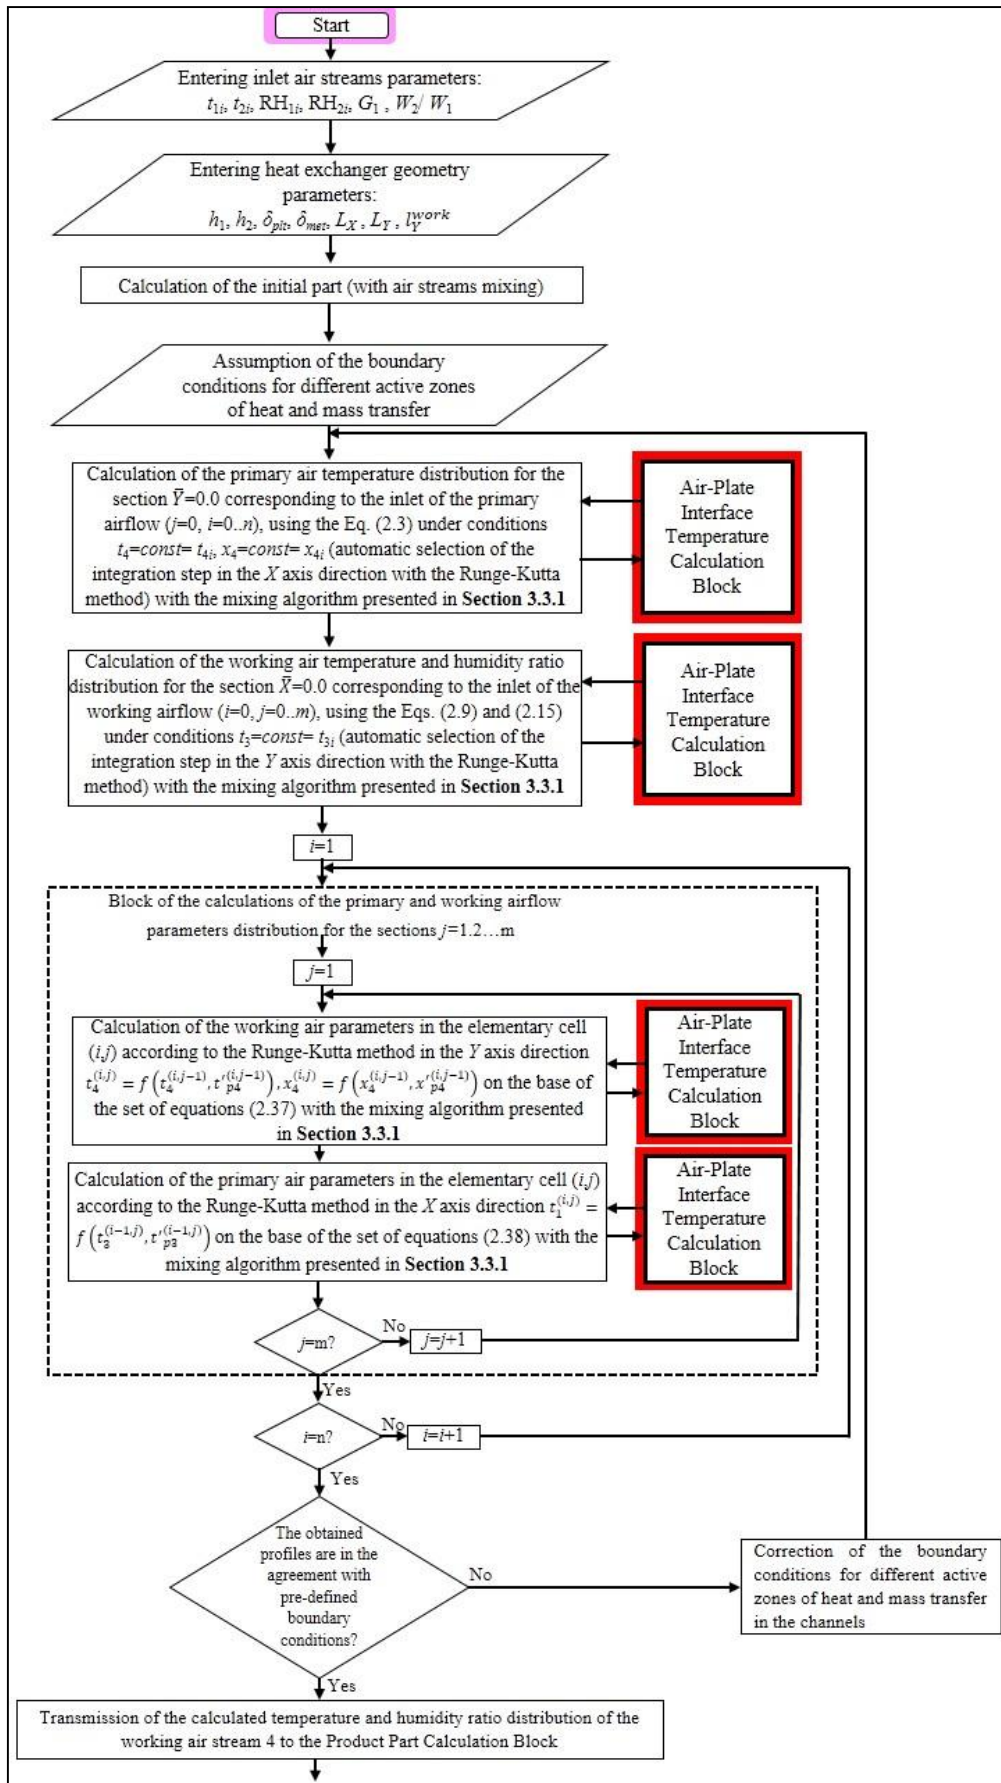 Start
Entering inlet air streams parameters:
t₁ᵢ, t₂ᵢ, RH₁ᵢ, RH₂ᵢ, G₁ , W₂/ W₁
Entering heat exchanger geometry
parameters:
h₁, h₂, δ_plt, δ_met, L_X , L_Y , l_Y^work
Calculation of the initial part (with air streams mixing)
Assumption of the boundary
conditions for different active zones
of heat and mass transfer
Calculation of the primary air temperature distribution for the
section Ȳ=0.0 corresponding to the inlet of the primary
airflow (j=0, i=0..n), using the Eq. (2.3) under conditions
t₄=const= t₄ᵢ, x₄=const= x₄ᵢ (automatic selection of the
integration step in the X axis direction with the Runge-Kutta
method) with the mixing algorithm presented in Section 3.3.1
Air-Plate
Interface
Temperature
Calculation
Block
Calculation of the working air temperature and humidity ratio
distribution for the section X̄=0.0 corresponding to the inlet of the
working airflow (i=0, j=0..m), using the Eqs. (2.9) and (2.15)
under conditions t₃=const= t₃ᵢ (automatic selection of the
integration step in the Y axis direction with the Runge-Kutta
method) with the mixing algorithm presented in Section 3.3.1
Air-Plate
Interface
Temperature
Calculation
Block
i=1
Block of the calculations of the primary and working airflow
parameters distribution for the sections j=1.2…m
j=1
Calculation of the working air parameters in the elementary cell
(i,j) according to the Runge-Kutta method in the Y axis direction
t₄^(i,j) = f(t₄^(i,j−1), t′_p4^(i,j−1)), x₄^(i,j) = f(x₄^(i,j−1), x′_p4^(i,j−1)) on the base of
the set of equations (2.37) with the mixing algorithm presented
in Section 3.3.1
Air-Plate
Interface
Temperature
Calculation
Block
Calculation of the primary air parameters in the elementary cell (i,j)
according to the Runge-Kutta method in the X axis direction t₁^(i,j) =
f(t₃^(i−1,j), t′_p3^(i−1,j)) on the base of the set of equations (2.38) with the
mixing algorithm presented in Section 3.3.1
Air-Plate
Interface
Temperature
Calculation
Block
j=m?
No
j=j+1
Yes
i=n?
No
i=i+1
Yes
The obtained
profiles are in the
agreement with
pre-defined
boundary
conditions?
No
Correction of the boundary
conditions for different active
zones of heat and mass transfer
in the channels
Yes
Transmission of the calculated temperature and humidity ratio distribution of the
working air stream 4 to the Product Part Calculation Block